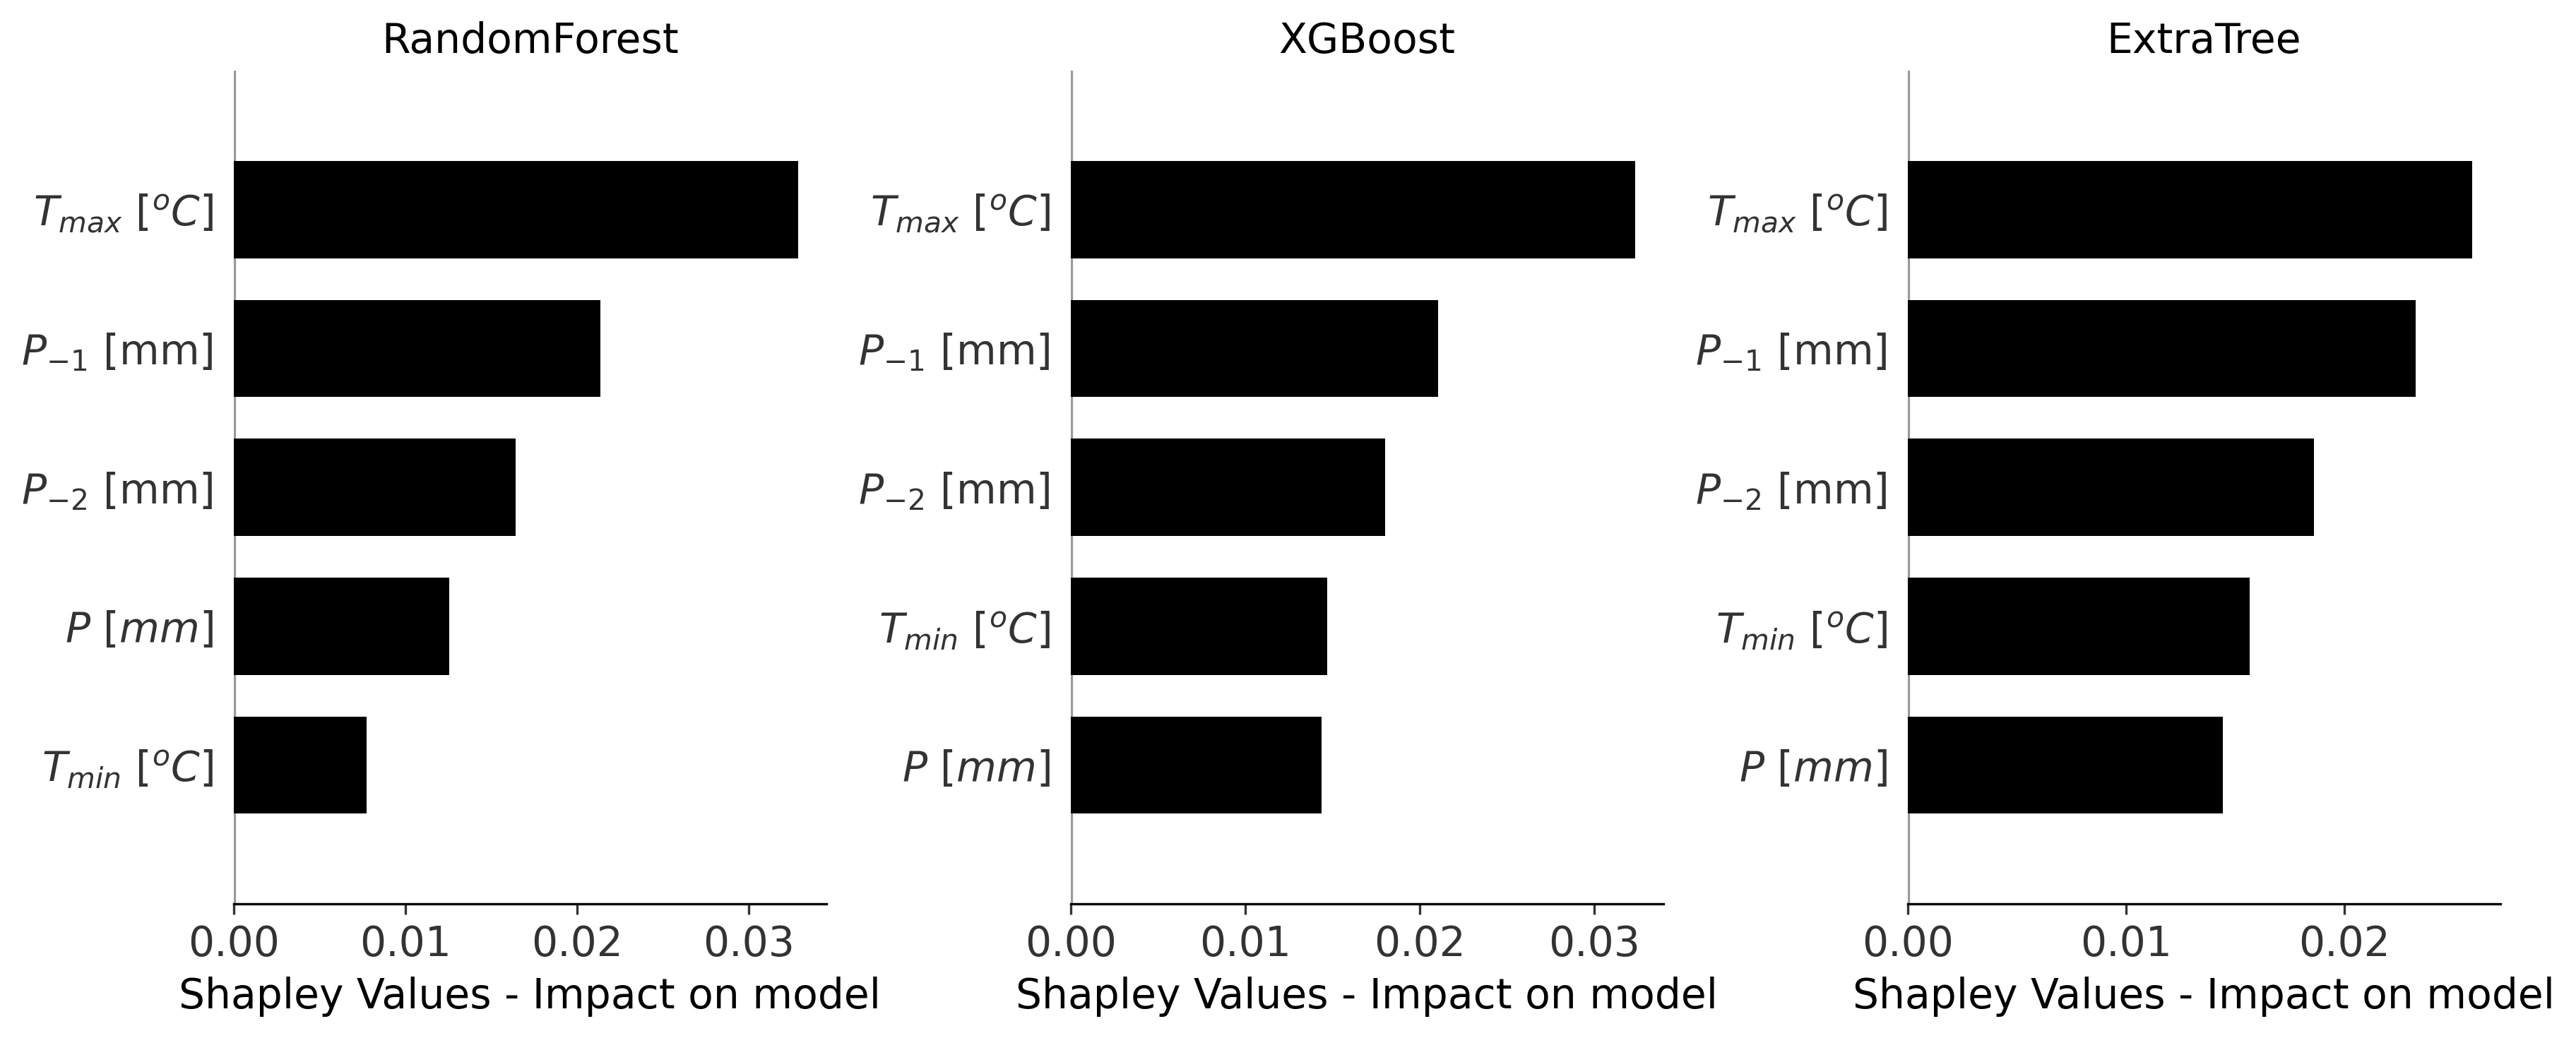 RandomForest
T_max [°C]
P_−1 [mm]
P_−2 [mm]
P [mm]
T_min [°C]
0.00 0.01 0.02 0.03
Shapley Values - Impact on model
XGBoost
T_max [°C]
P_−1 [mm]
P_−2 [mm]
T_min [°C]
P [mm]
0.00 0.01 0.02 0.03
Shapley Values - Impact on model
ExtraTree
T_max [°C]
P_−1 [mm]
P_−2 [mm]
T_min [°C]
P [mm]
0.00 0.01 0.02
Shapley Values - Impact on model